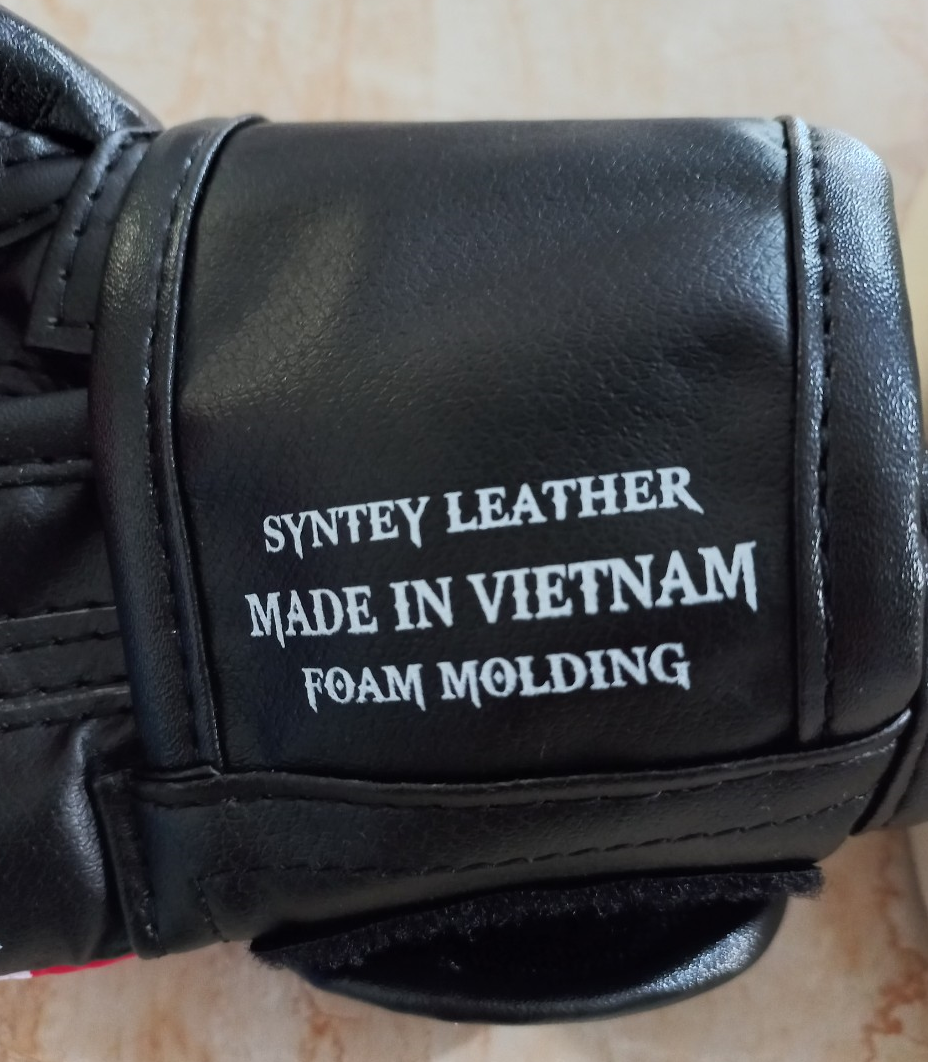 SYNTEY LEATHER
MADE IN VIETNAM
FOAM MOLDING